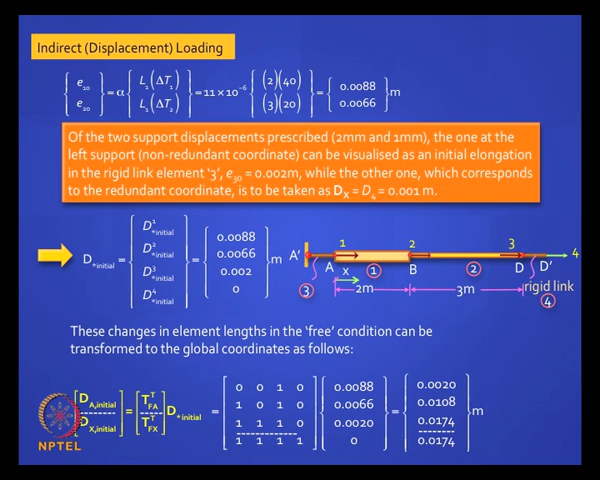 Indirect (Displacement) Loading
{ e10 e20 } = α { L1(ΔT1) L1(ΔT2) } = 11×10^-6 { (2)(40) (3)(20) } = { 0.0088 0.0066 } m
Of the two support displacements prescribed (2mm and 1mm), the one at the
left support (non-redundant coordinate) can be visualised as an initial elongation
in the rigid link element '3', e30 = 0.002m, while the other one, which corresponds
to the redundant coordinate, is to be taken as DX = D4 = 0.001 m.
D*initial = { D1*initial D2*initial D3*initial D4*initial } = { 0.0088 0.0066 0.002 0 } m
1 2 3 4
A' A x 1 B 2 D D'
3 2m 3m rigid link
4
These changes in element lengths in the 'free' condition can be
transformed to the global coordinates as follows:
[ DA,initial DX,initial ] = [ TFA^T TFX^T ] D*initial = [ 0 0 1 0 1 0 1 0 1 1 1 0 1 1 1 1 ] { 0.0088 0.0066 0.0020 0 } = { 0.0020 0.0108 0.0174 0.0174 } m
NPTEL